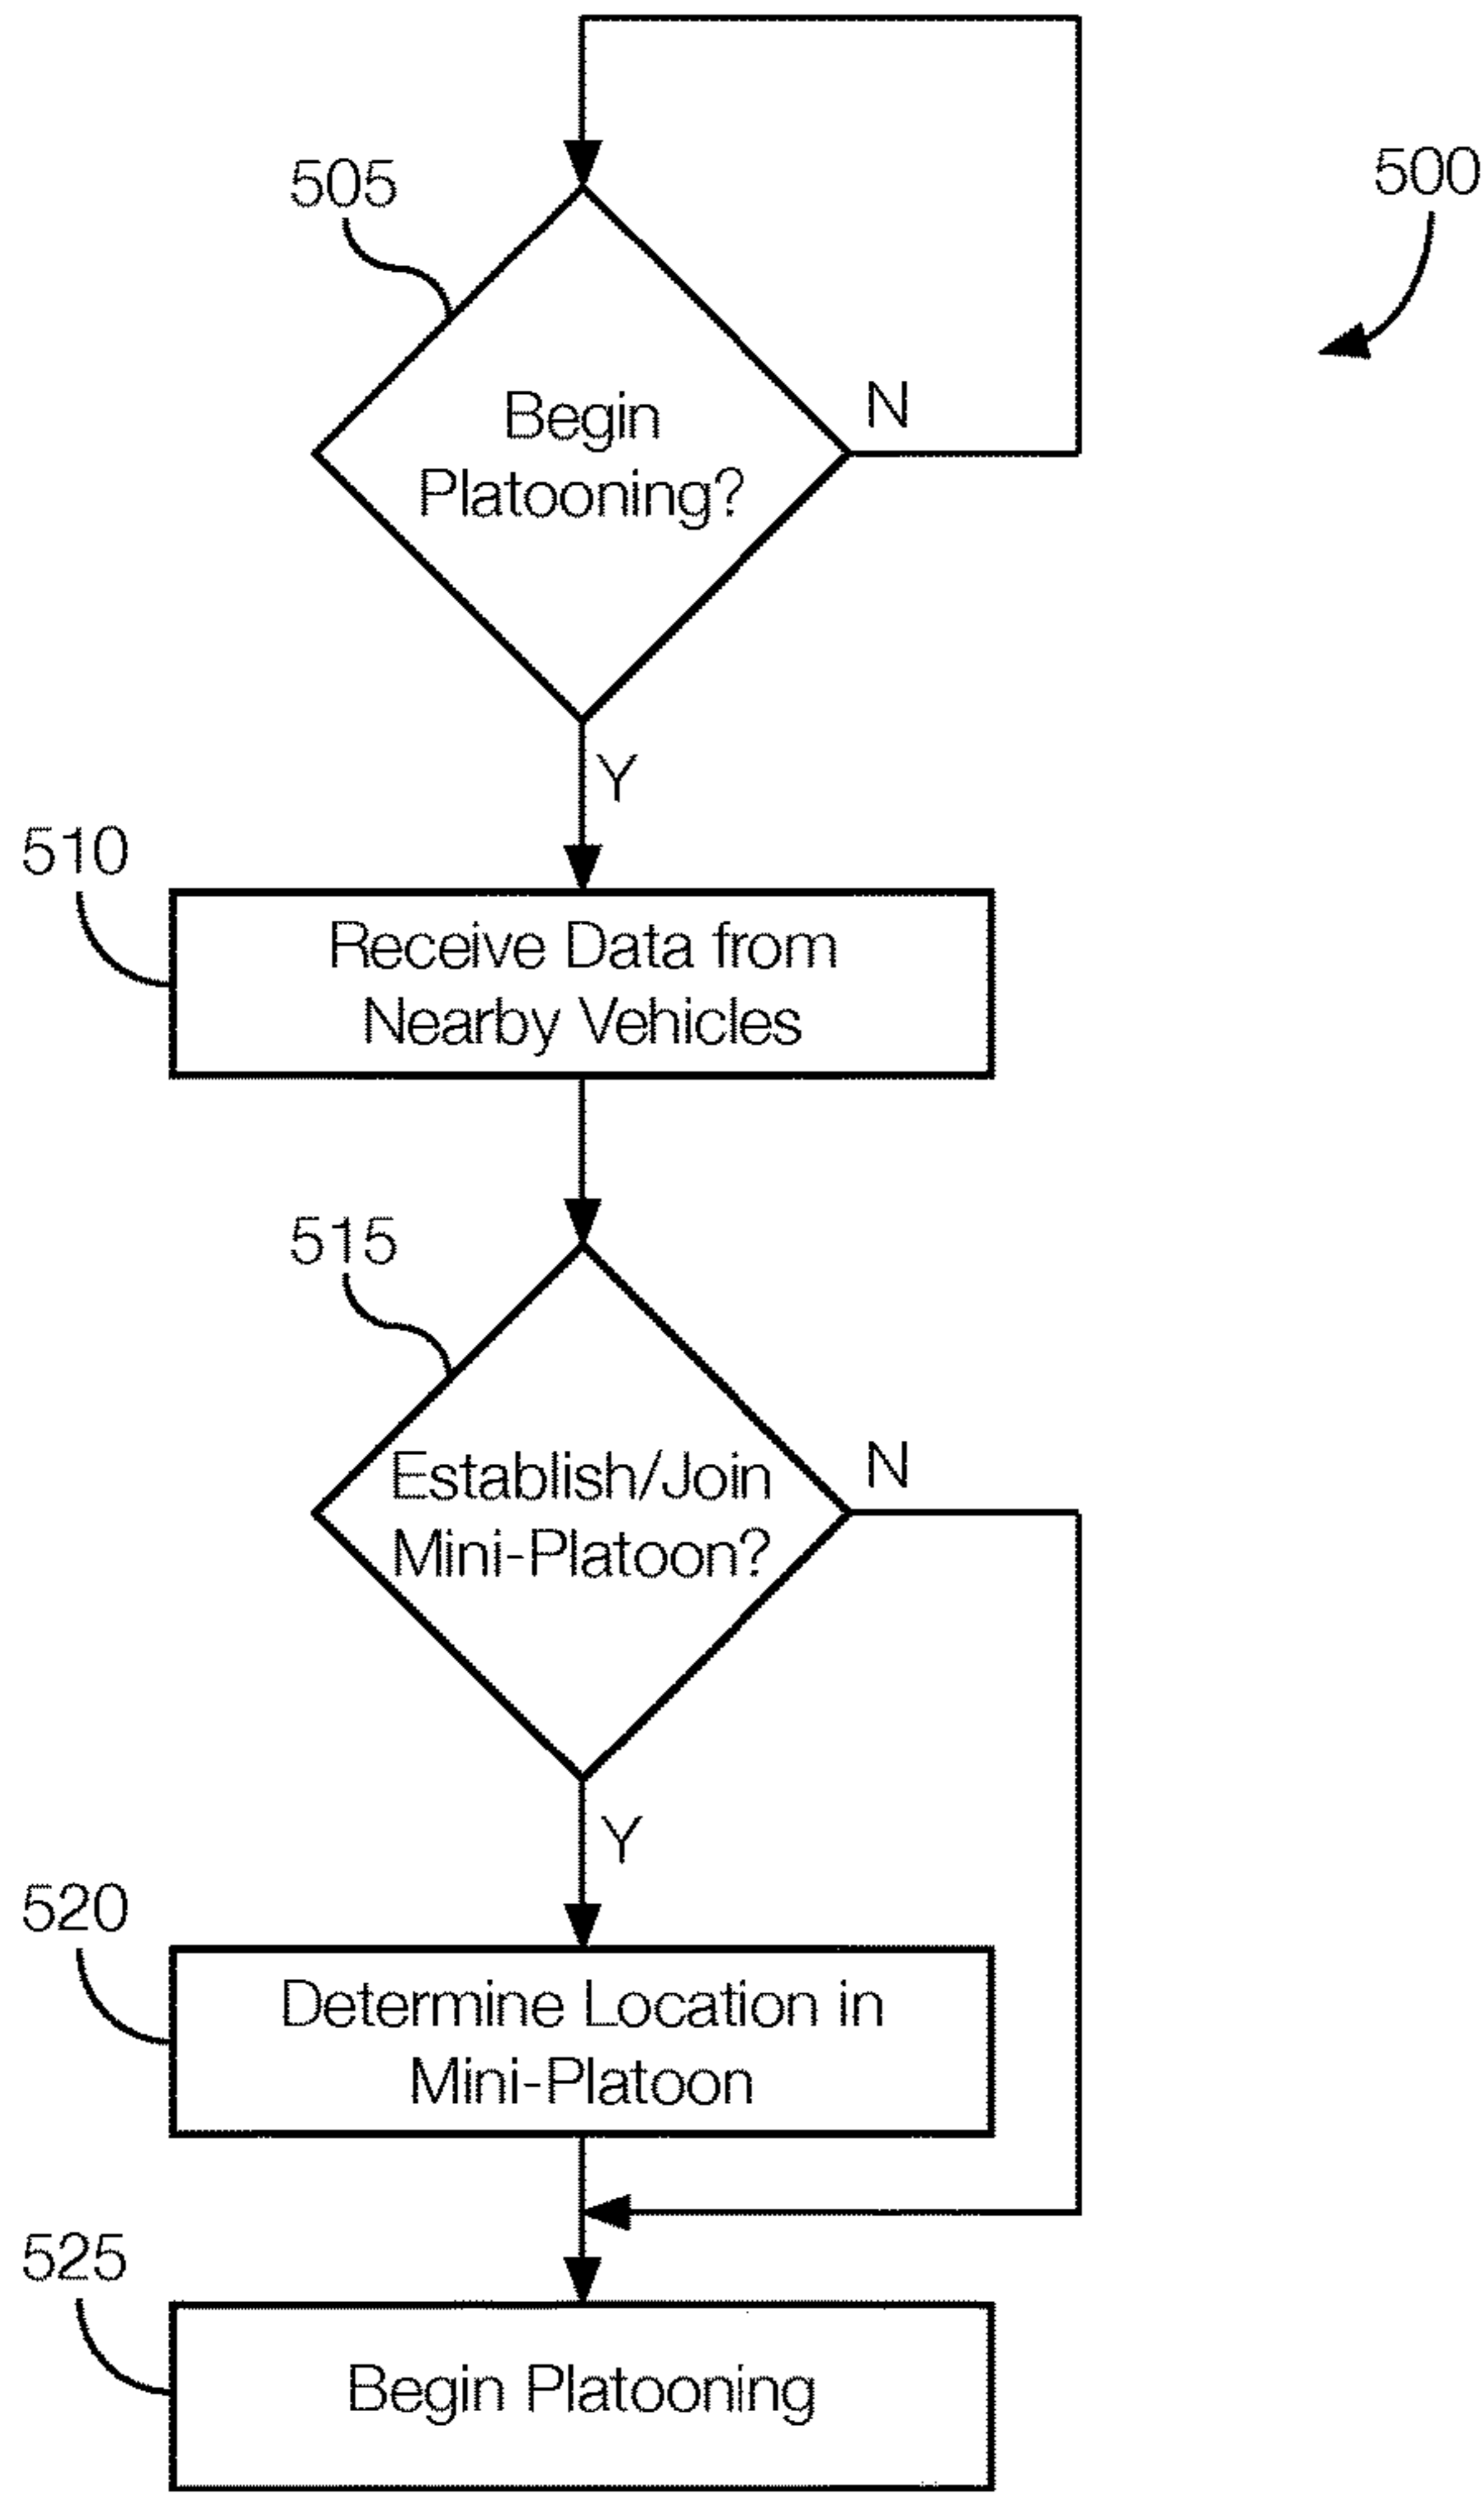 500
505
Begin
Platooning?
N
Y
510
Receive Data from
Nearby Vehicles
515
Establish/Join
Mini-Platoon?
N
Y
520
Determine Location in
Mini-Platoon
525
Begin Platooning